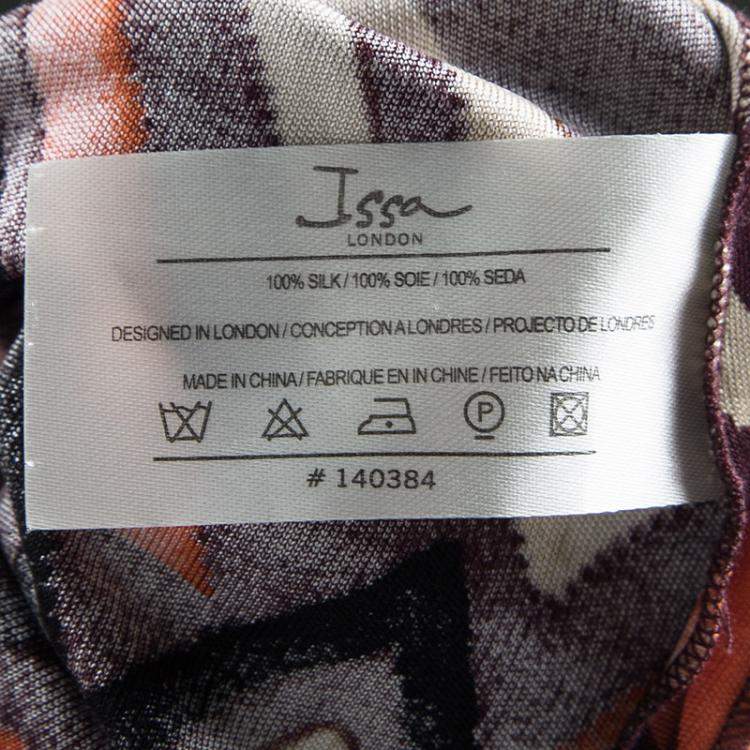 Issa
LONDON
100% SILK / 100% SOIE / 100% SEDA
DESIGNED IN LONDON / CONCEPTION A LONDRES / PROJECTO DE LONDRES
MADE IN CHINA / FABRIQUE EN IN CHINE / FEITO NA CHINA
P
# 140384